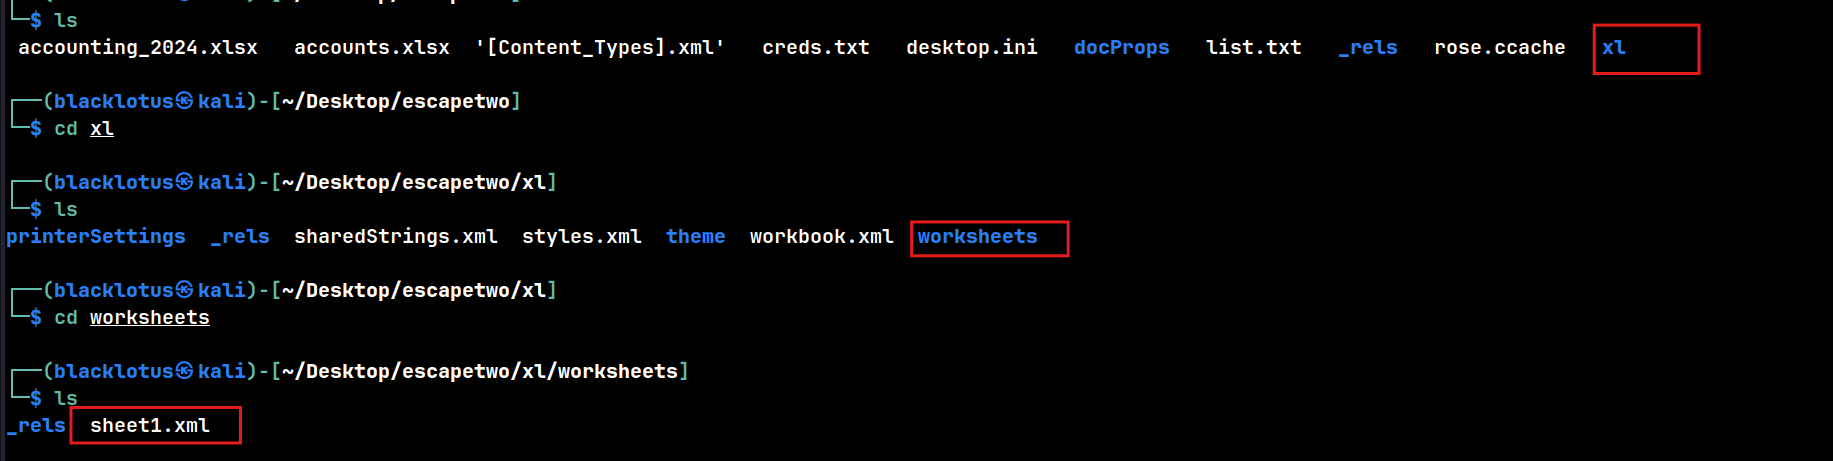 └─$ ls
accounting_2024.xlsx accounts.xlsx '[Content_Types].xml' creds.txt desktop.ini docProps list.txt _rels rose.ccache xl
┌──(blacklotus㉿kali)-[~/Desktop/escapetwo]
└─$ cd xl
┌──(blacklotus㉿kali)-[~/Desktop/escapetwo/xl]
└─$ ls
printerSettings _rels sharedStrings.xml styles.xml theme workbook.xml worksheets
┌──(blacklotus㉿kali)-[~/Desktop/escapetwo/xl]
└─$ cd worksheets
┌──(blacklotus㉿kali)-[~/Desktop/escapetwo/xl/worksheets]
└─$ ls
_rels sheet1.xml